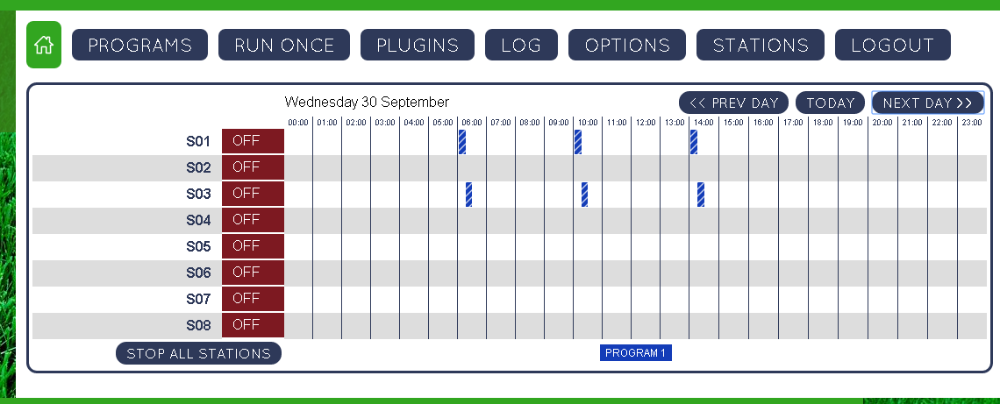 PROGRAMS RUN ONCE PLUGINS LOG OPTIONS STATIONS LOGOUT
Wednesday 30 September << PREV DAY TODAY NEXT DAY >>
00:00 01:00 02:00 03:00 04:00 05:00 06:00 07:00 08:00 09:00 10:00 11:00 12:00 13:00 14:00 15:00 16:00 17:00 18:00 19:00 20:00 21:00 22:00 23:00
S01 OFF
S02 OFF
S03 OFF
S04 OFF
S05 OFF
S06 OFF
S07 OFF
S08 OFF
STOP ALL STATIONS PROGRAM 1